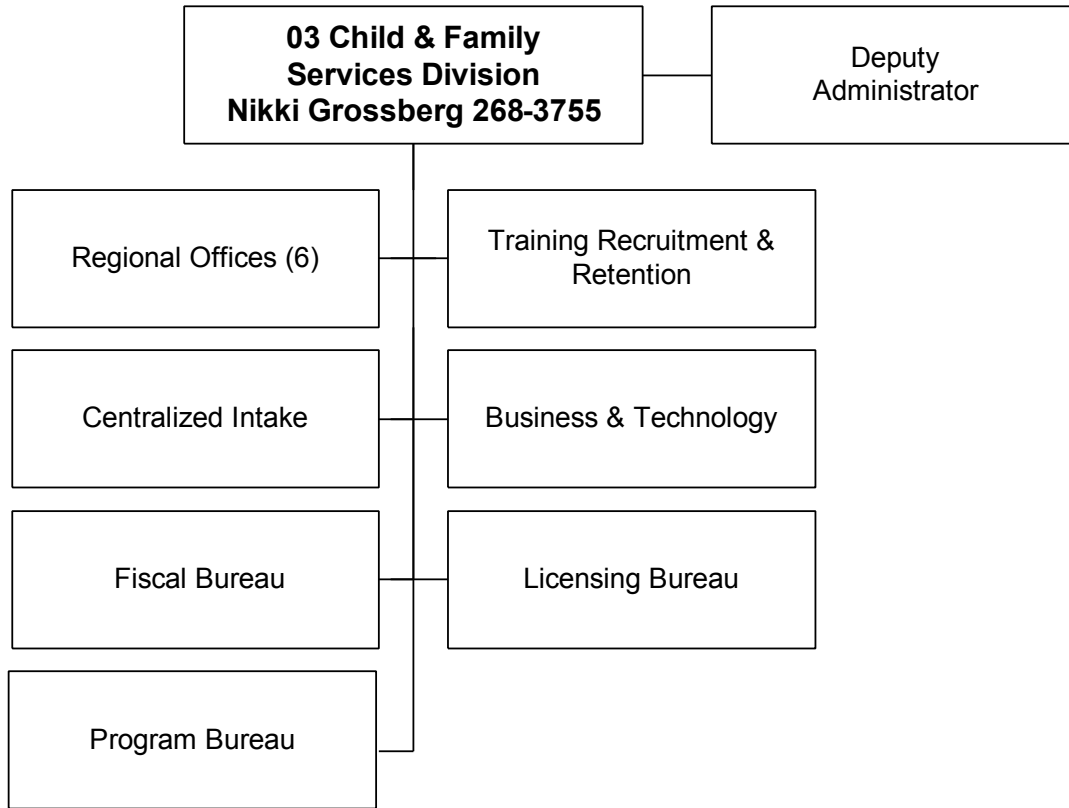 03 Child & Family
Services Division
Nikki Grossberg 268-3755
Deputy
Administrator
Regional Offices (6)
Training Recruitment &
Retention
Centralized Intake
Business & Technology
Fiscal Bureau
Licensing Bureau
Program Bureau